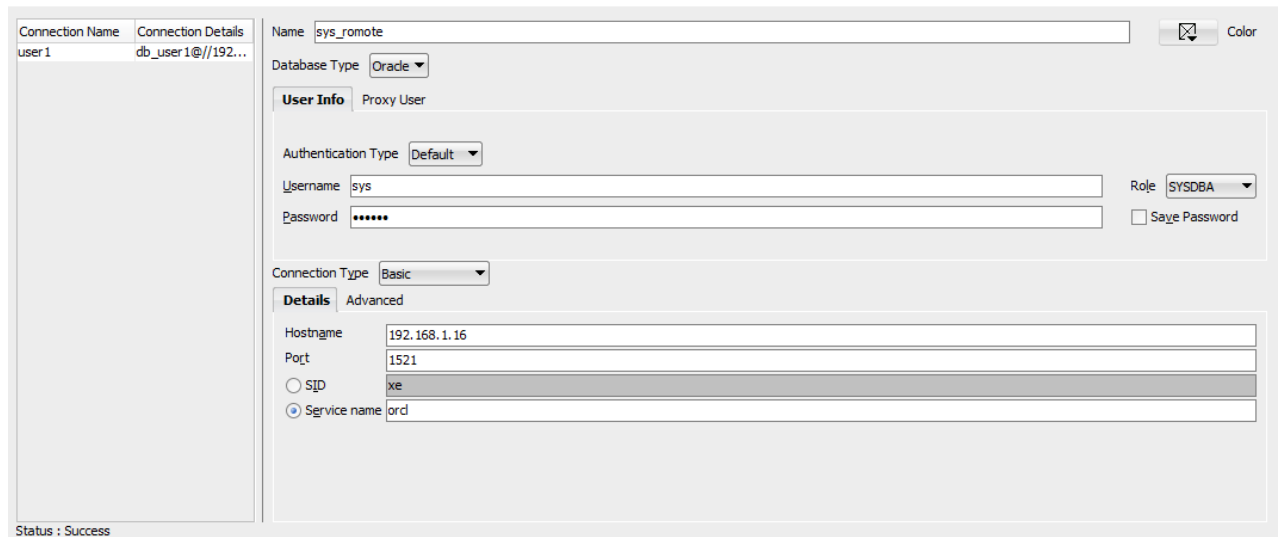 Connection Name Connection Details
user1 db_user1@//192...
Name sys_romote Color
Database Type Oracle
User Info Proxy User
Authentication Type Default
Username sys Role SYSDBA
Password •••••• Save Password
Connection Type Basic
Details Advanced
Hostname 192.168.1.16
Port 1521
SID xe
Service name orcl
Status : Success